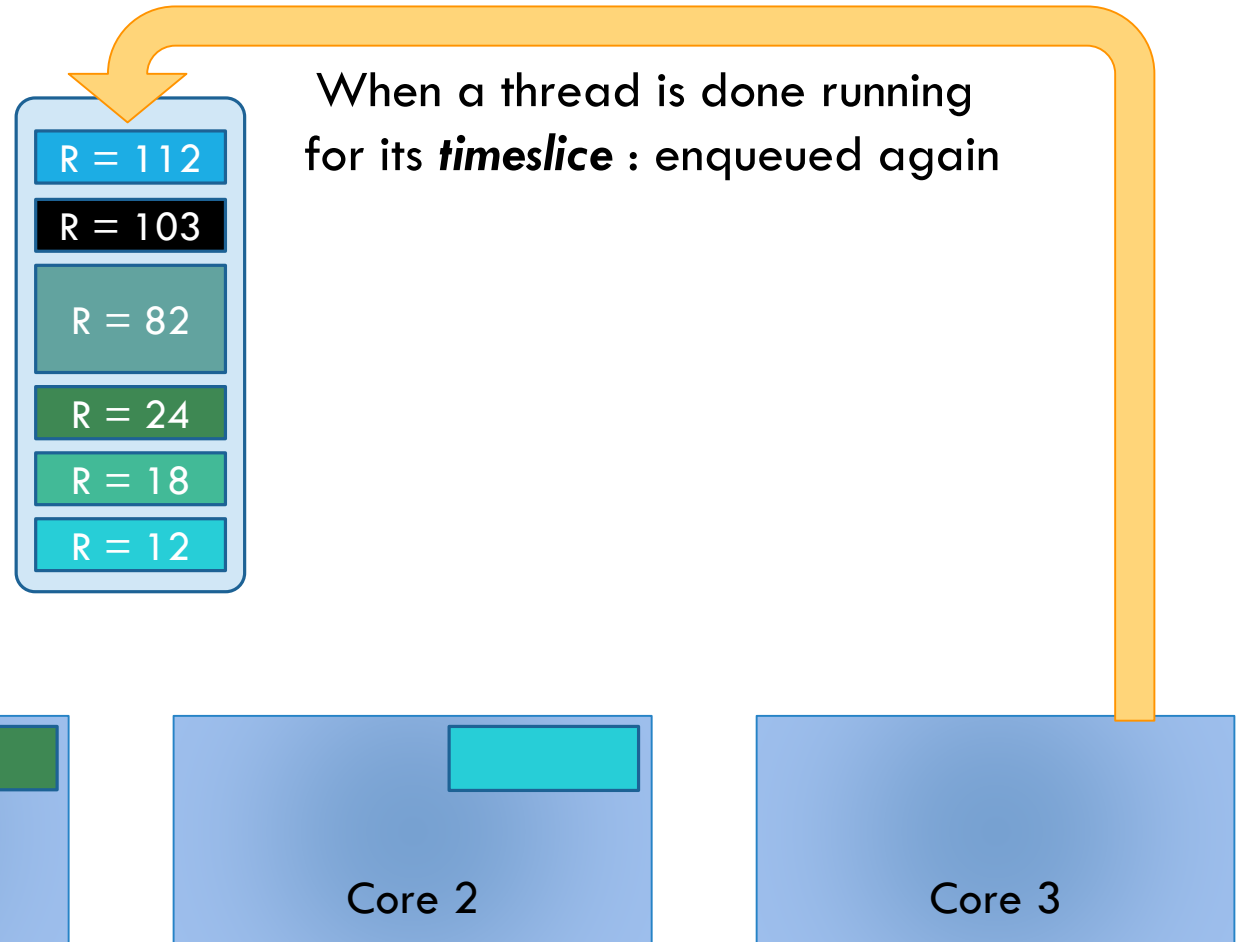 When a thread is done running
for its timeslice : enqueued again
R = 112
R = 103
R = 82
R = 24
R = 18
R = 12
Core 2
Core 3